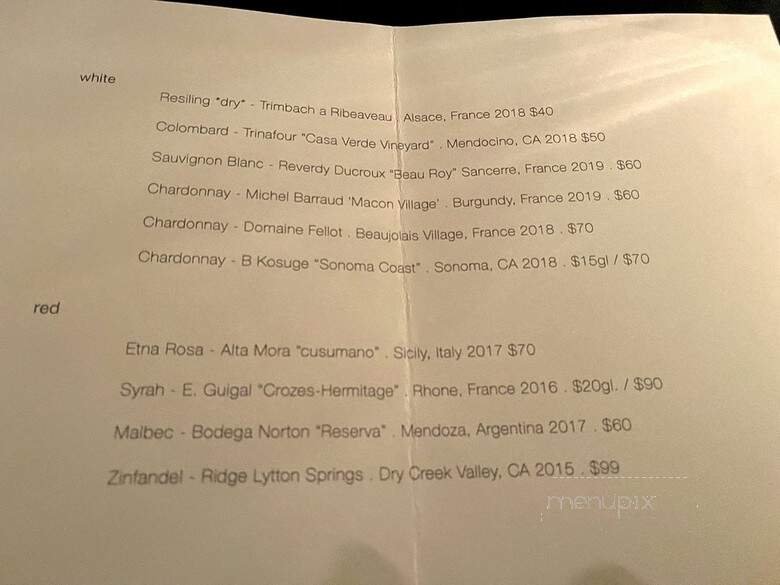 white
Resiling "dry" - Trimbach a Ribeaveau . Alsace, France 2018 $40
Colombard - Trinafour "Casa Verde Vineyard" . Mendocino, CA 2018 $50
Sauvignon Blanc - Reverdy Ducroux "Beau Roy" Sancerre, France 2019 . $60
Chardonnay - Michel Barraud 'Macon Village' . Burgundy, France 2019 . $60
Chardonnay - Domaine Fellot . Beaujolais Village, France 2018 . $70
Chardonnay - B Kosuge "Sonoma Coast" . Sonoma, CA 2018 . $15gl / $70
red
Etna Rosa - Alta Mora "cusumano" . Sicily, Italy 2017 $70
Syrah - E. Guigal "Crozes-Hermitage" . Rhone, France 2016 . $20gl. / $90
Malbec - Bodega Norton "Reserva" . Mendoza, Argentina 2017 . $60
Zinfandel - Ridge Lytton Springs . Dry Creek Valley, CA 2015 . $99
menupix